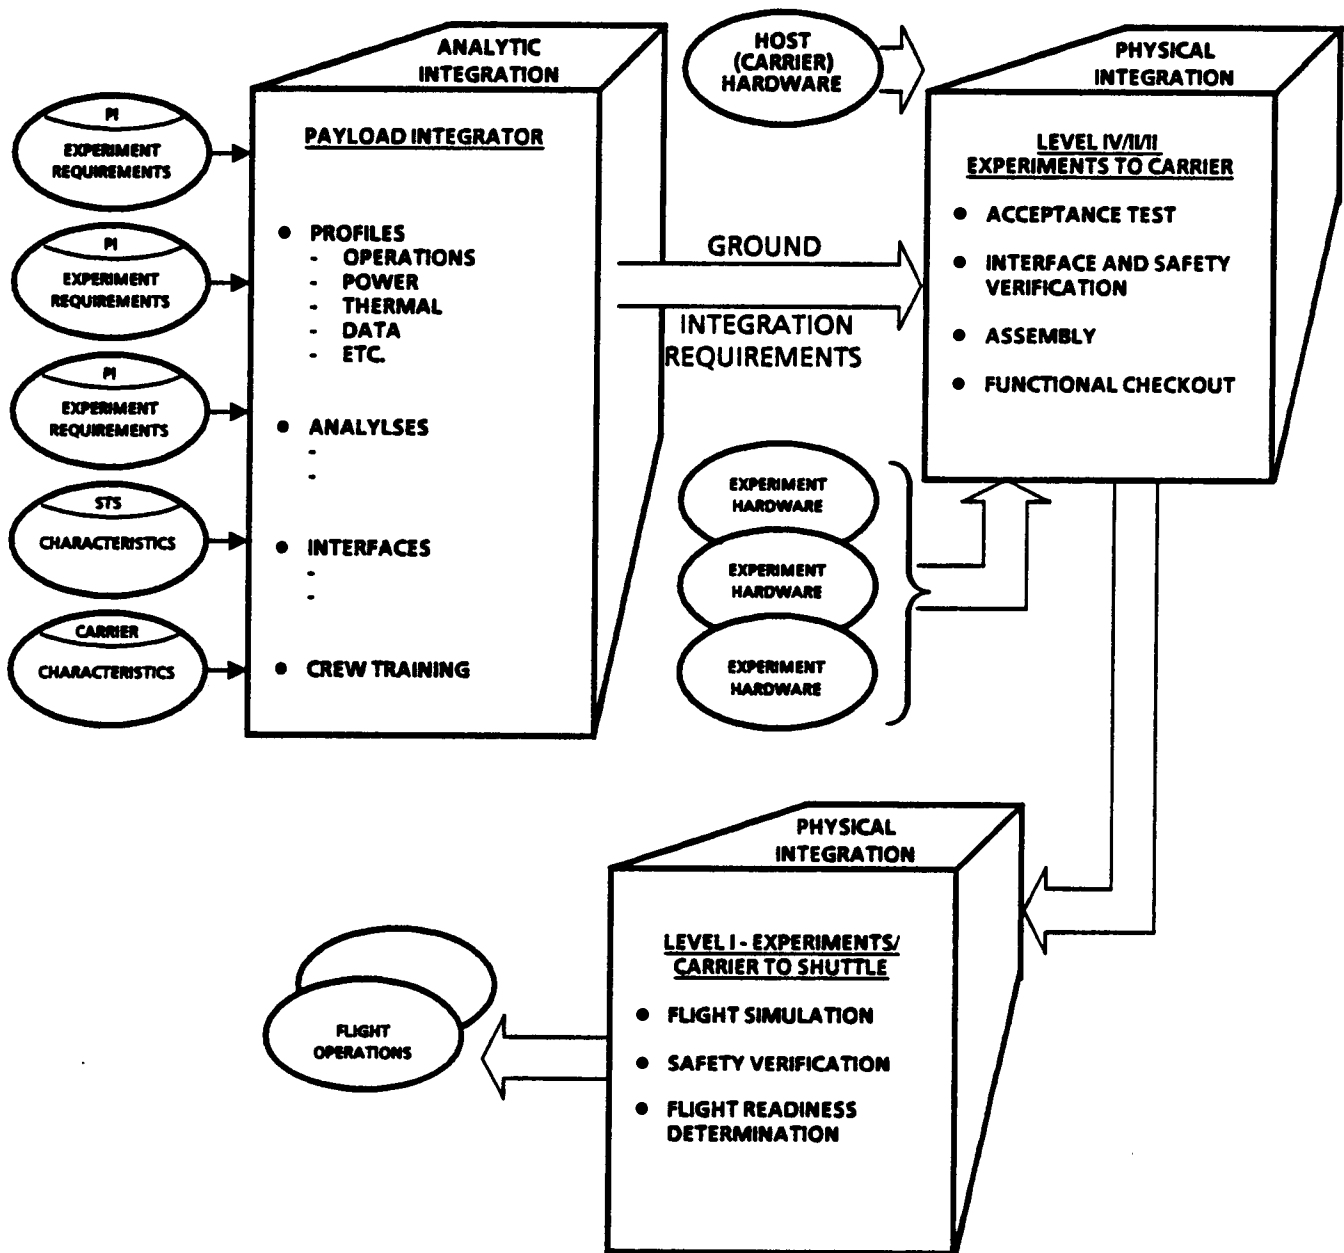 ANALYTIC
INTEGRATION
PAYLOAD INTEGRATOR
PI
EXPERIMENT
REQUIREMENTS
PI
EXPERIMENT
REQUIREMENTS
PI
EXPERIMENT
REQUIREMENTS
STS
CHARACTERISTICS
CARRIER
CHARACTERISTICS
● PROFILES
- OPERATIONS
- POWER
- THERMAL
- DATA
- ETC.
● ANALYLSES
-
-
● INTERFACES
-
-
● CREW TRAINING
HOST
(CARRIER)
HARDWARE
GROUND
INTEGRATION
REQUIREMENTS
EXPERIMENT
HARDWARE
EXPERIMENT
HARDWARE
EXPERIMENT
HARDWARE
PHYSICAL
INTEGRATION
LEVEL IV/III/II
EXPERIMENTS TO CARRIER
● ACCEPTANCE TEST
● INTERFACE AND SAFETY
VERIFICATION
● ASSEMBLY
● FUNCTIONAL CHECKOUT
PHYSICAL
INTEGRATION
LEVEL I - EXPERIMENTS/
CARRIER TO SHUTTLE
● FLIGHT SIMULATION
● SAFETY VERIFICATION
● FLIGHT READINESS
DETERMINATION
FLIGHT
OPERATIONS